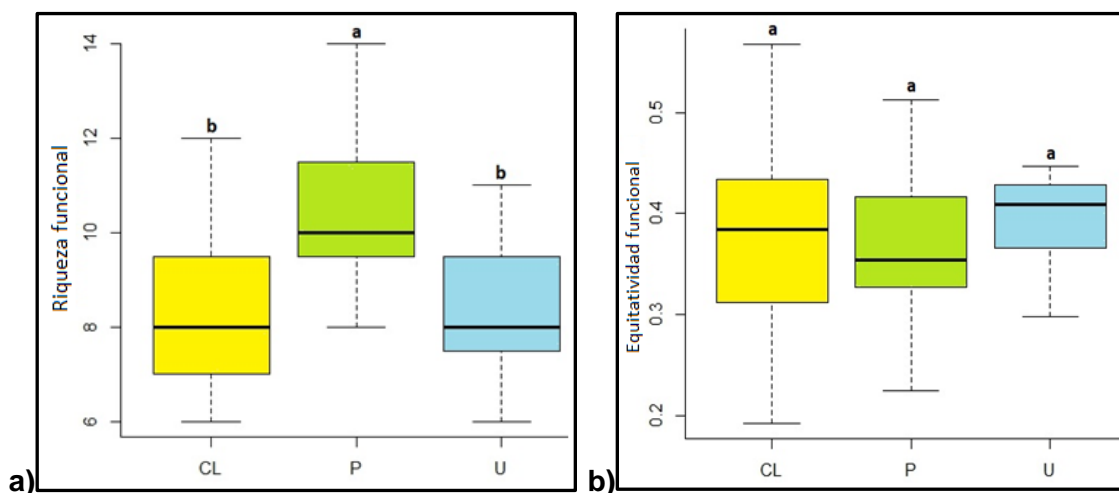 a)
Riqueza funcional
14
12
10
8
6
b
a
b
CL
P
U
b)
Equitatividad funcional
0.5
0.4
0.3
0.2
a
a
a
CL
P
U